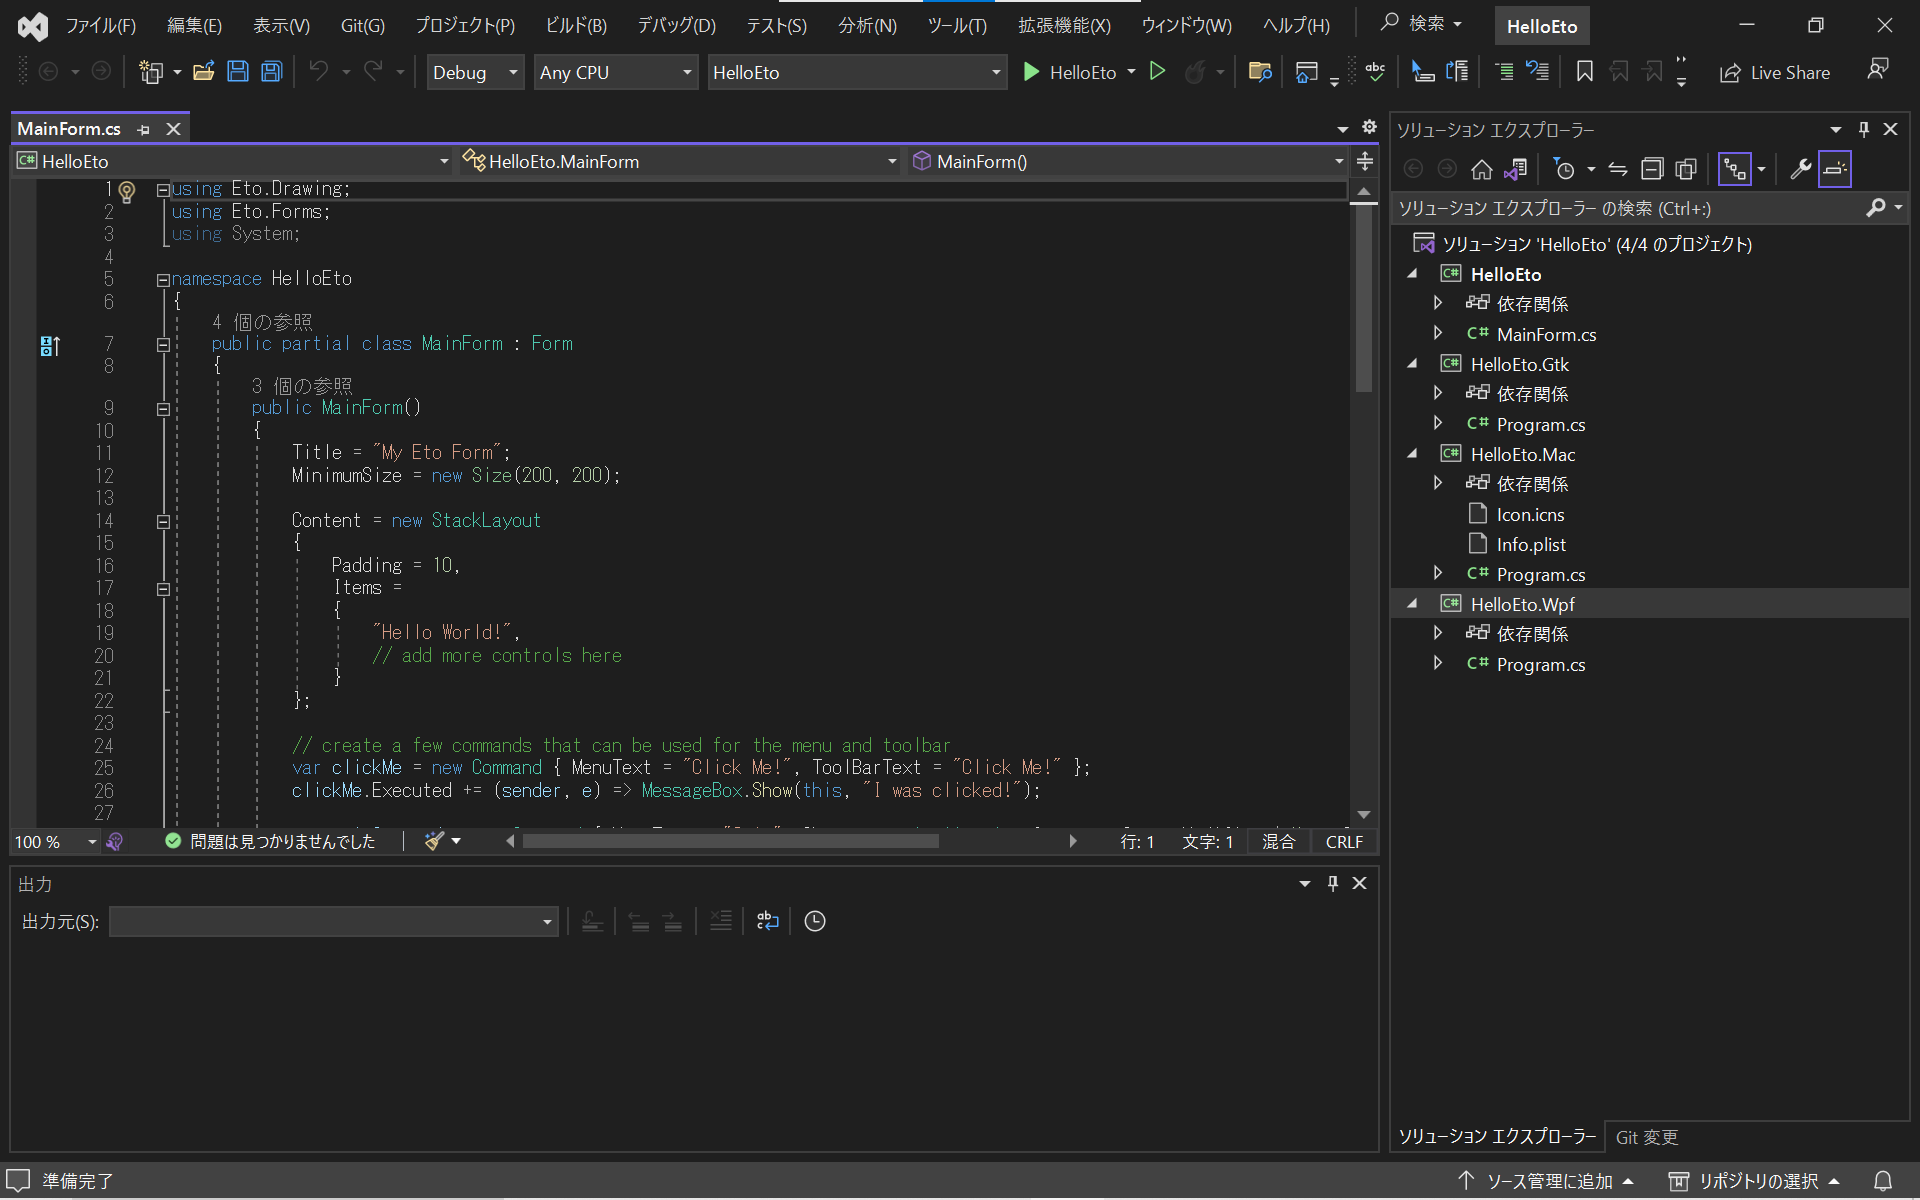 ファイル(F) 編集(E) 表示(V) Git(G) プロジェクト(P) ビルド(B) デバッグ(D) テスト(S) 分析(N) ツール(T) 拡張機能(X) ウィンドウ(W) ヘルプ(H) 検索 HelloEto
Debug Any CPU HelloEto HelloEto Live Share
MainForm.cs
HelloEto HelloEto.MainForm MainForm()
1 using Eto.Drawing;
2 using Eto.Forms;
3 using System;
4
5 namespace HelloEto
6 {
4 個の参照
7 public partial class MainForm : Form
8 {
3 個の参照
9 public MainForm()
10 {
11 Title = "My Eto Form";
12 MinimumSize = new Size(200, 200);
13
14 Content = new StackLayout
15 {
16 Padding = 10,
17 Items =
18 {
19 "Hello World!",
20 // add more controls here
21 }
22 };
23
24 // create a few commands that can be used for the menu and toolbar
25 var clickMe = new Command { MenuText = "Click Me!", ToolBarText = "Click Me!" };
26 clickMe.Executed += (sender, e) => MessageBox.Show(this, "I was clicked!");
27
100 % 問題は見つかりませんでした 行: 1 文字: 1 混合 CRLF
出力
出力元(S):
ソリューション エクスプローラー
ソリューション エクスプローラー の検索 (Ctrl+:)
ソリューション 'HelloEto' (4/4 のプロジェクト)
HelloEto
依存関係
C# MainForm.cs
HelloEto.Gtk
依存関係
C# Program.cs
HelloEto.Mac
依存関係
Icon.icns
Info.plist
C# Program.cs
HelloEto.Wpf
依存関係
C# Program.cs
ソリューション エクスプローラー Git 変更
準備完了 ソース管理に追加 リポジトリの選択